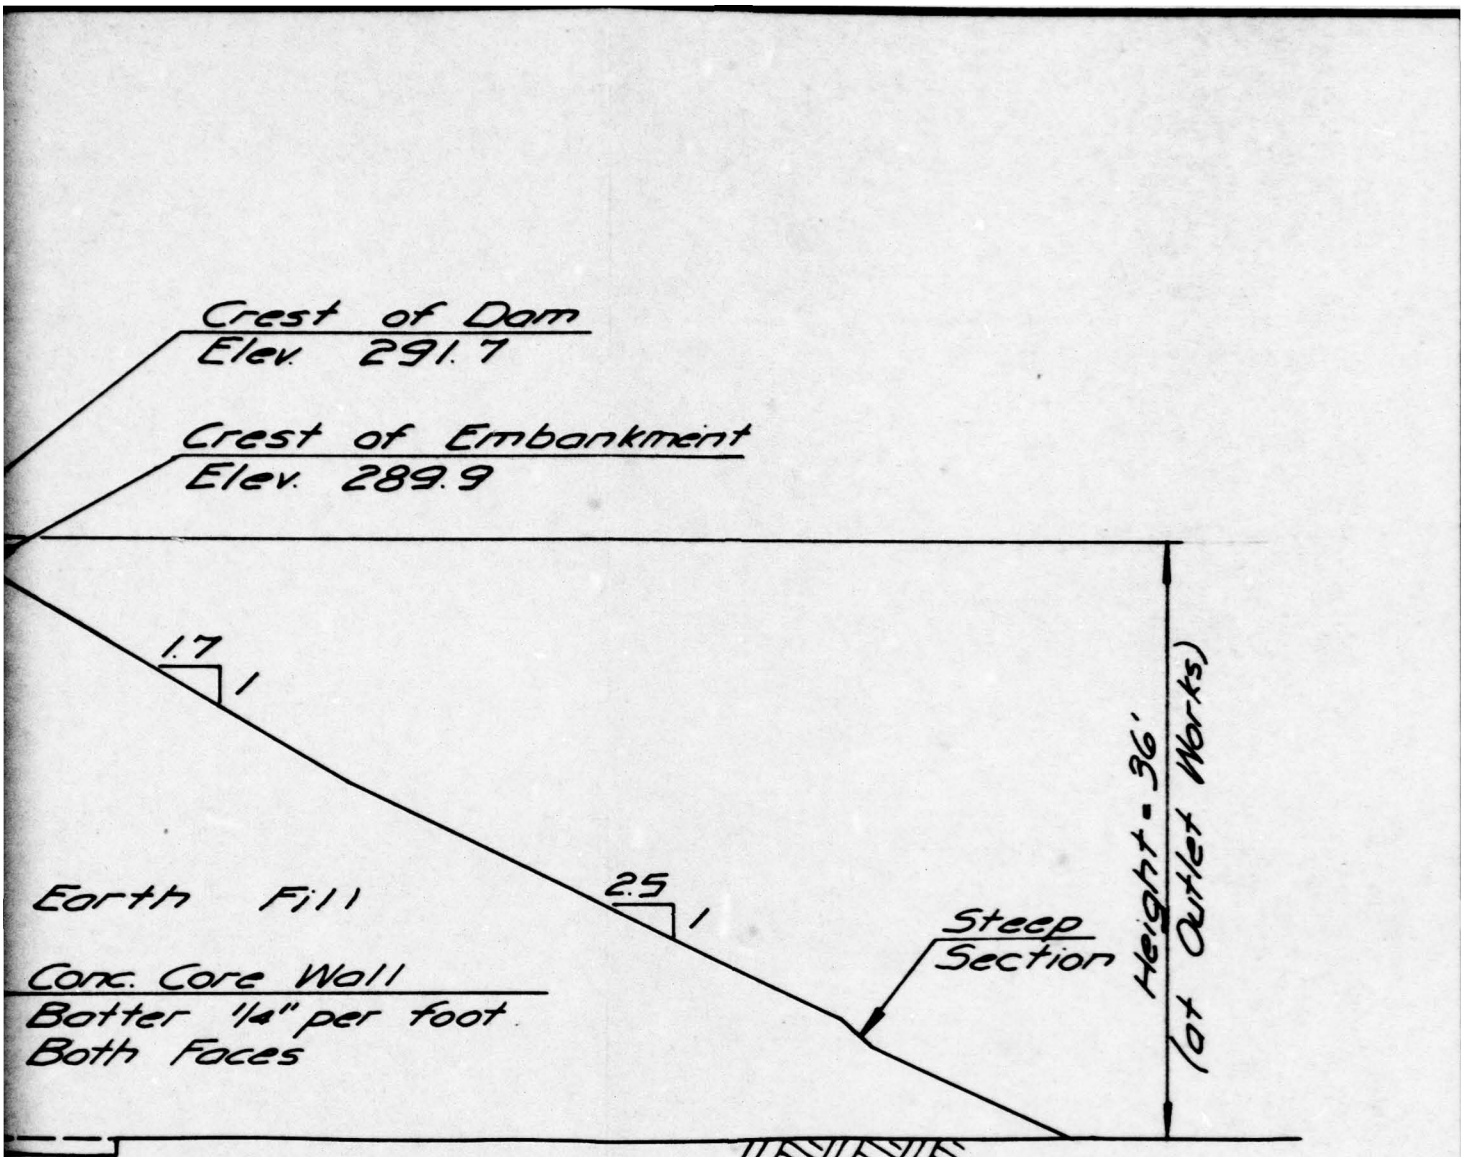 Crest of Dam
Elev. 291.7
Crest of Embankment
Elev. 289.9
1.7
1
2.5
1
Steep
Section
Height = 36'
(at Outlet Works)
Earth Fill
Conc. Core Wall
Batter 1/4" per foot
Both Faces